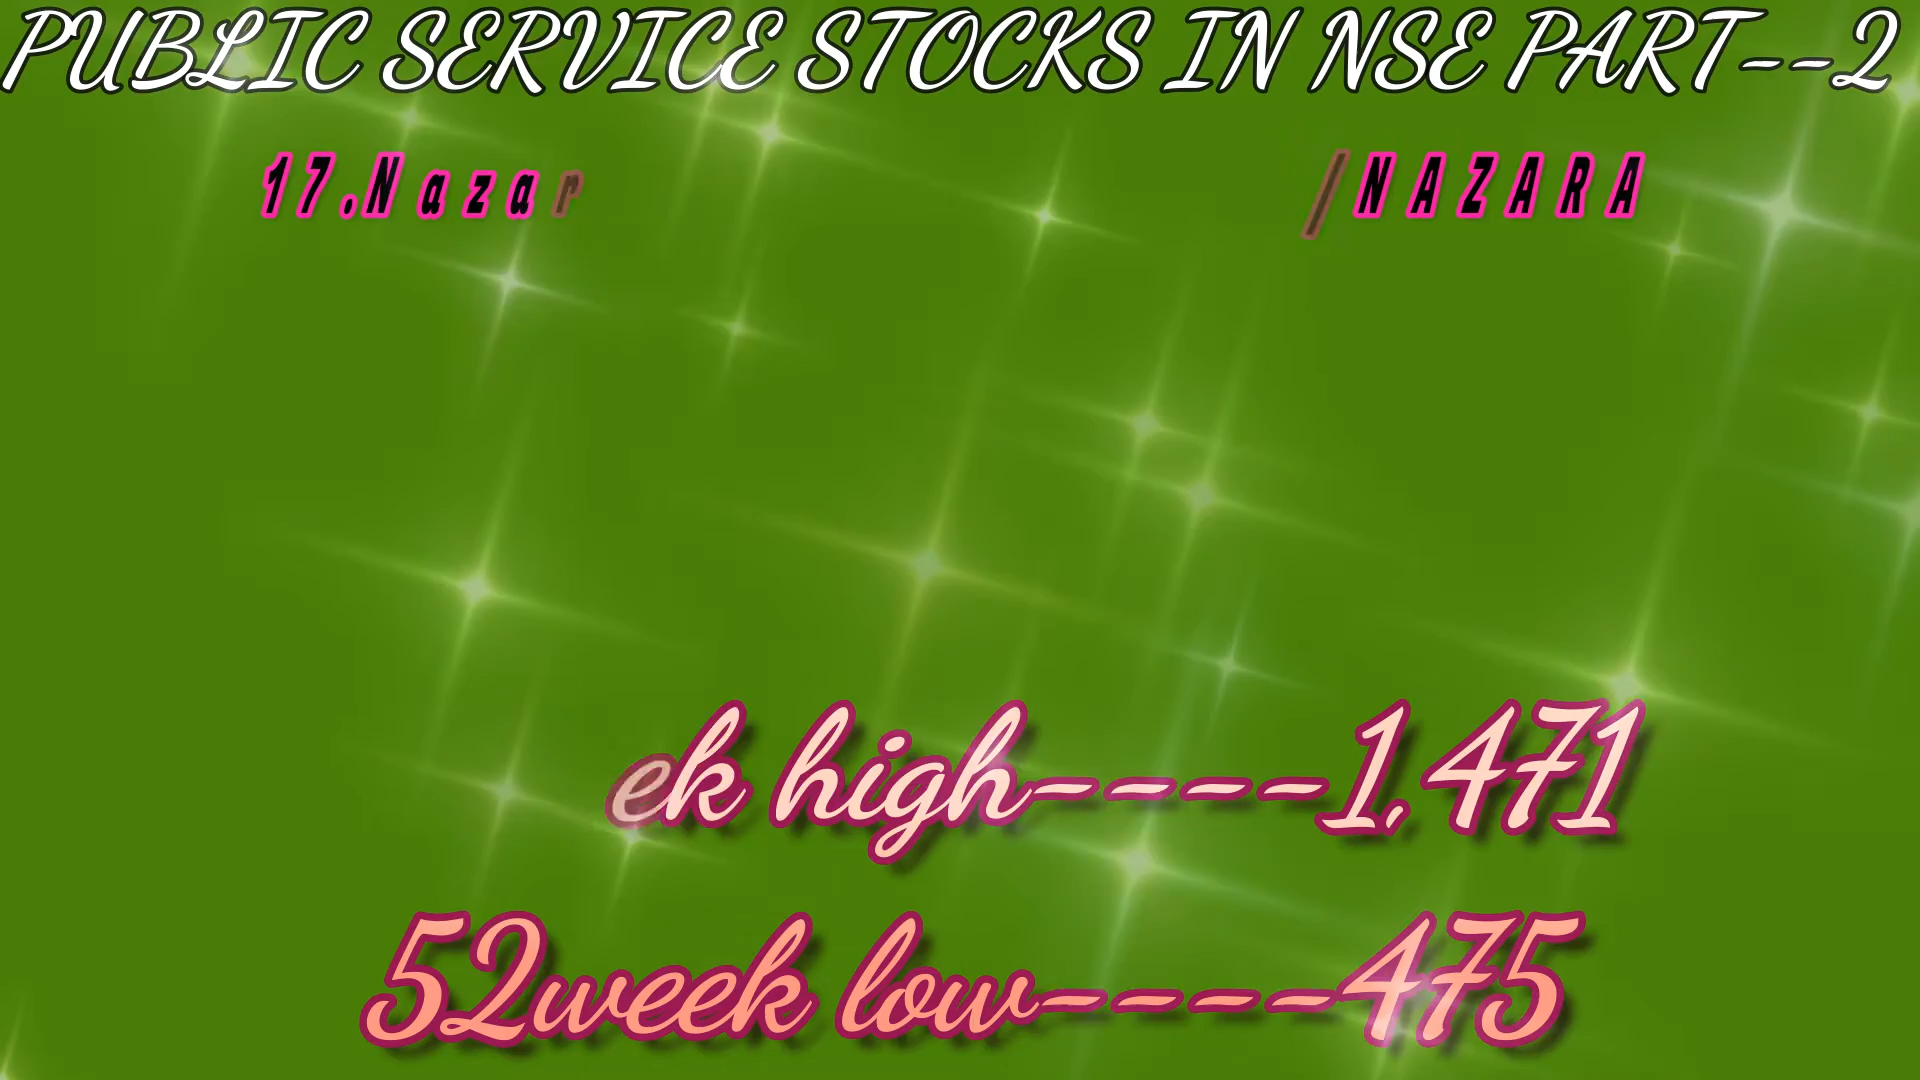 PUBLIC SERVICE STOCKS IN NSE PART--2
17.Nazar /NAZARA
ek high----1,471
52week low----475